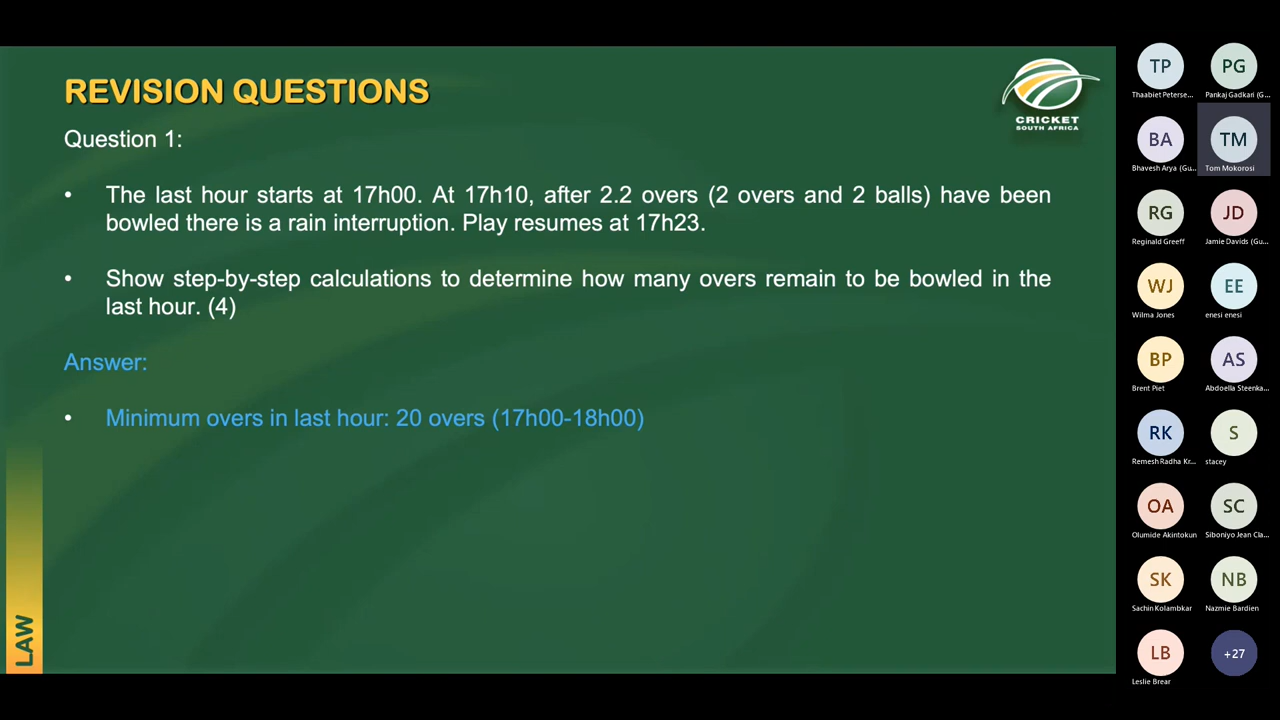 REVISION QUESTIONS
CRICKET
SOUTH AFRICA
Question 1:
• The last hour starts at 17h00. At 17h10, after 2.2 overs (2 overs and 2 balls) have been
bowled there is a rain interruption. Play resumes at 17h23.
• Show step-by-step calculations to determine how many overs remain to be bowled in the
last hour. (4)
Answer:
• Minimum overs in last hour: 20 overs (17h00-18h00)
LAW
TP
Thaabiet Peterse...
PG
Pankaj Gadkari (G...
BA
Bhavesh Arya (Gu...
TM
Tom Mokorosi
RG
Reginald Greeff
JD
Jamie Davids (Gu...
WJ
Wilma Jones
EE
enesi enesi
BP
Brent Piet
AS
Abdoella Steenka...
RK
Remesh Radha Kr...
S
stacey
OA
Olumide Akintokun
SC
Siboniyo Jean Cla...
SK
Sachin Kolambkar
NB
Nazmie Bardien
LB
Leslie Brear
+27